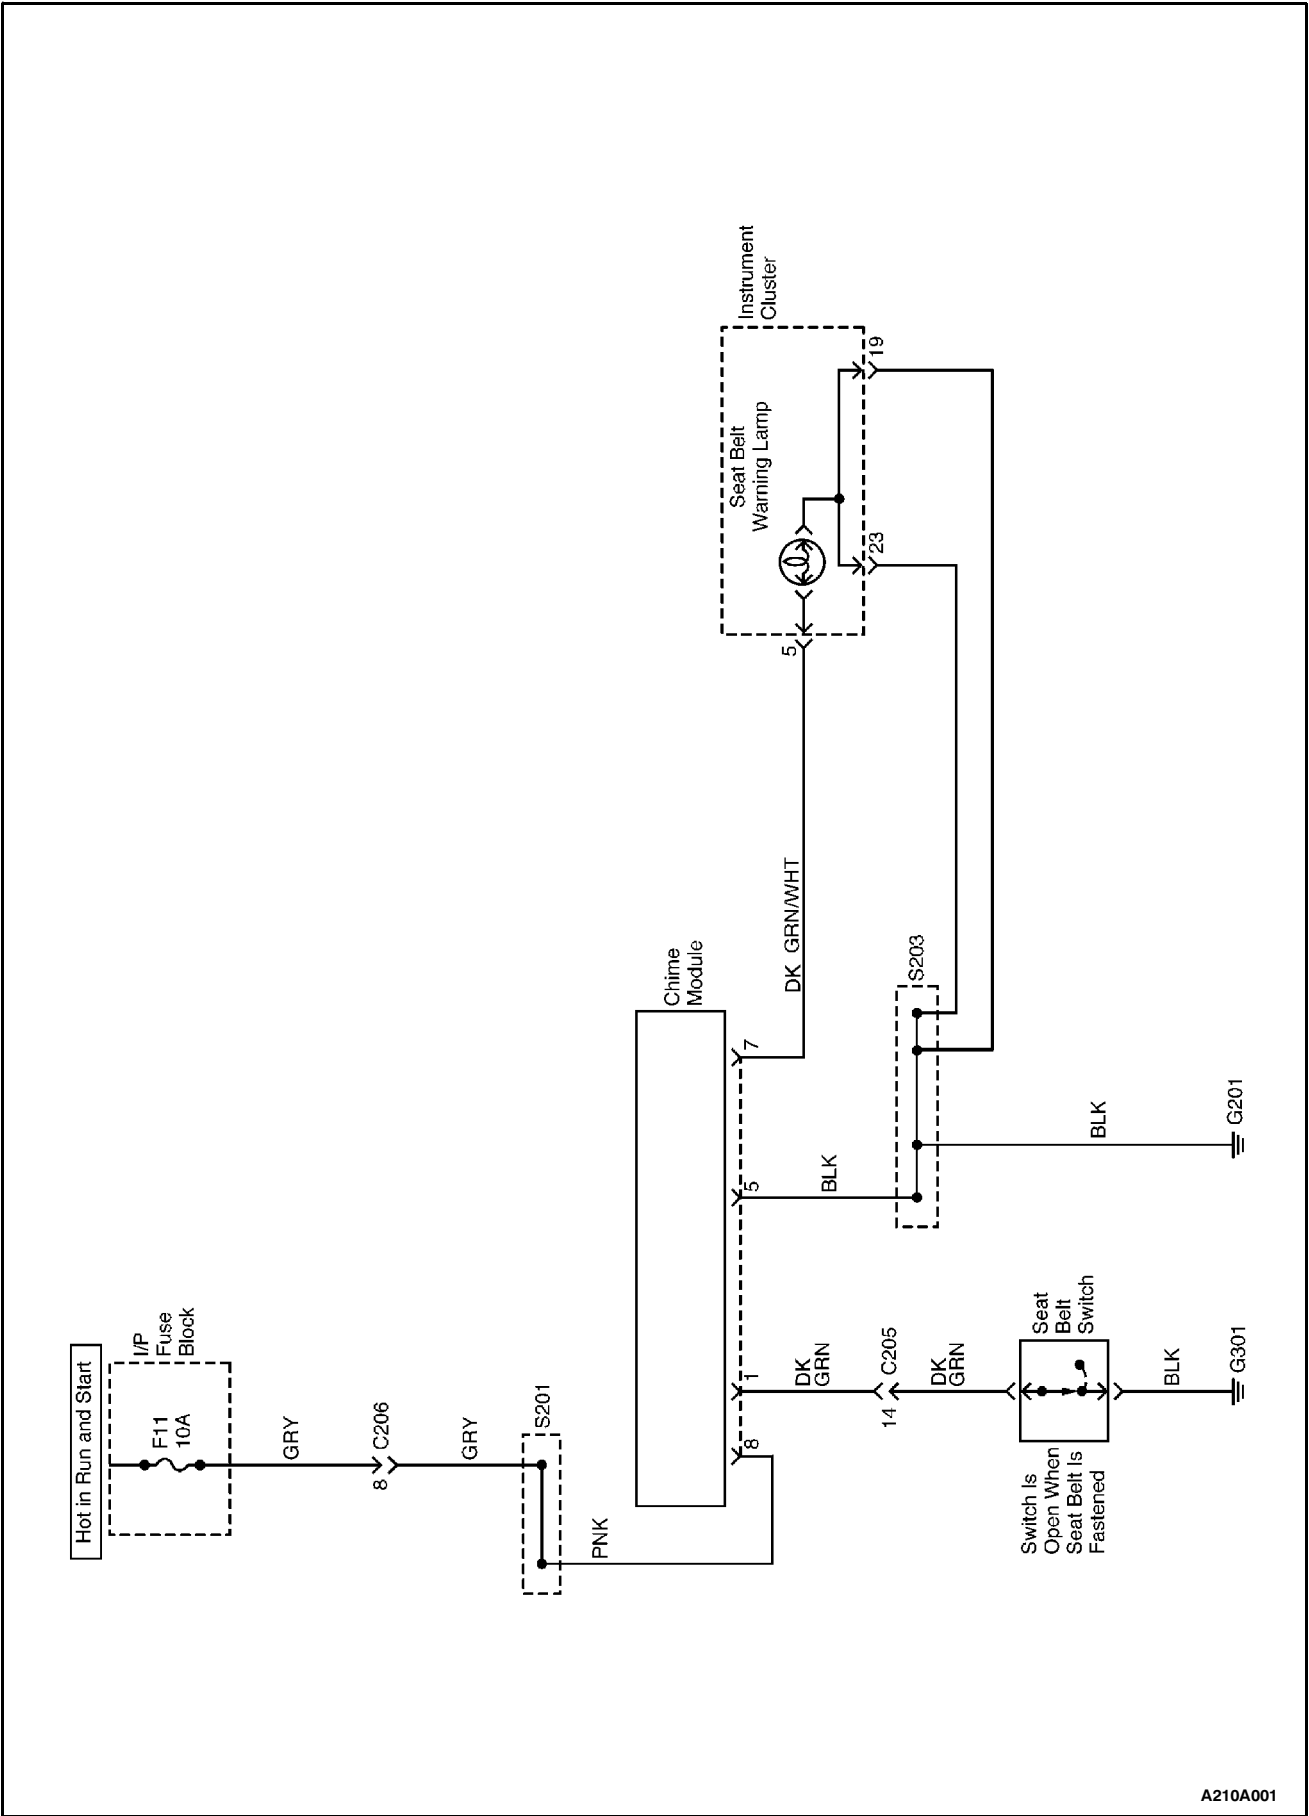 Hot in Run and Start
I/P
Fuse
Block
F11
10A
GRY
8
C206
GRY
S201
PNK
Chime
Module
8
1
5
7
DK
GRN
14
C205
DK
GRN
Switch Is
Open When
Seat Belt Is
Fastened
Seat
Belt
Switch
BLK
G301
BLK
S203
BLK
G201
DK GRN/WHT
Instrument
Cluster
Seat Belt
Warning Lamp
5
23
19
A210A001